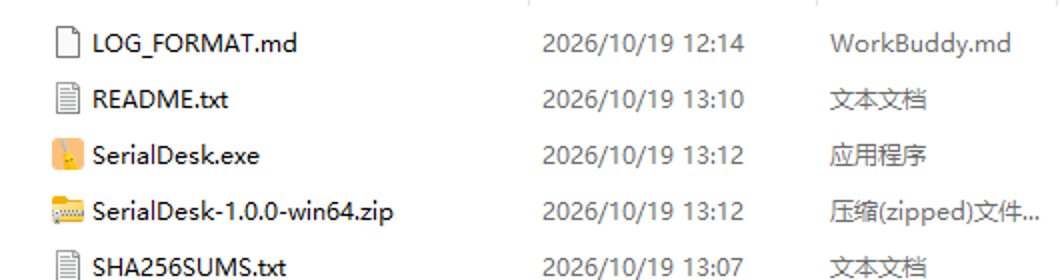 LOG_FORMAT.md 2026/10/19 12:14 WorkBuddy.md
README.txt 2026/10/19 13:10 文本文档
SerialDesk.exe 2026/10/19 13:12 应用程序
SerialDesk-1.0.0-win64.zip 2026/10/19 13:12 压缩(zipped)文件...
SHA256SUMS.txt 2026/10/19 13:07 文本文档